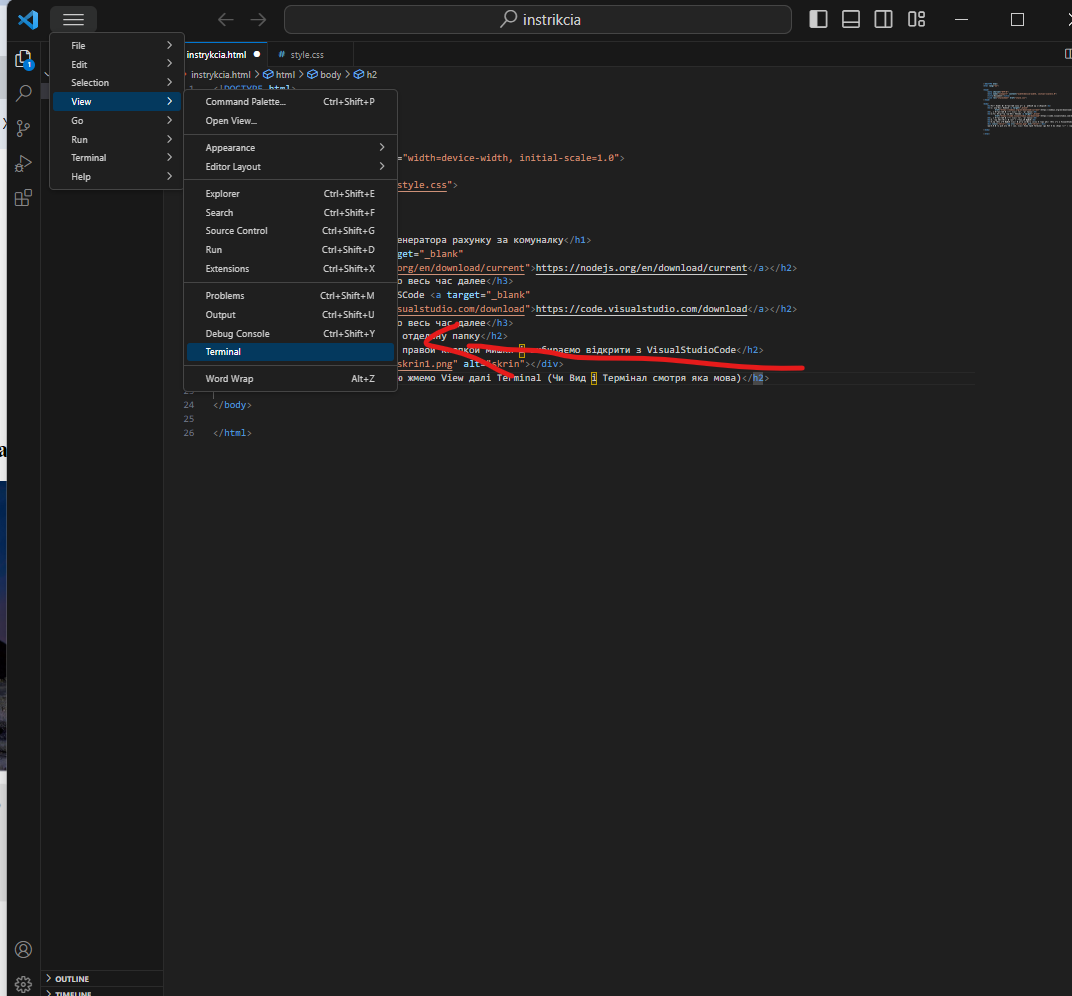 instrikcia
File
Edit
Selection
View
Go
Run
Terminal
Help
instrykcia.html
# style.css
instrykcia.html > html > body > h2
<!DOCTYPE html>
Command Palette... Ctrl+Shift+P
Open View...
Appearance
Editor Layout
Explorer Ctrl+Shift+E
Search Ctrl+Shift+F
Source Control Ctrl+Shift+G
Run Ctrl+Shift+D
Extensions Ctrl+Shift+X
Problems Ctrl+Shift+M
Output Ctrl+Shift+U
Debug Console Ctrl+Shift+Y
Terminal
Word Wrap Alt+Z
="width=device-width, initial-scale=1.0">
style.css">
енератора рахунку за комуналку</h1>
get="_blank"
org/en/download/current">https://nodejs.org/en/download/current</a></h2>
о весь час далее</h3>
SCode <a target="_blank"
sualstudio.com/download">https://code.visualstudio.com/download</a></h2>
о весь час далее</h3>
отделну папку</h2>
правой кнопкой мишки і вибираємо відкрити з VisualStudioCode</h2>
skrin1.png" alt="skrin"></div>
ю жмемо View далі Terminal (Чи Вид і Термінал смотря яка мова)</h2>
24 </body>
25
26 </html>
OUTLINE
TIMELINE